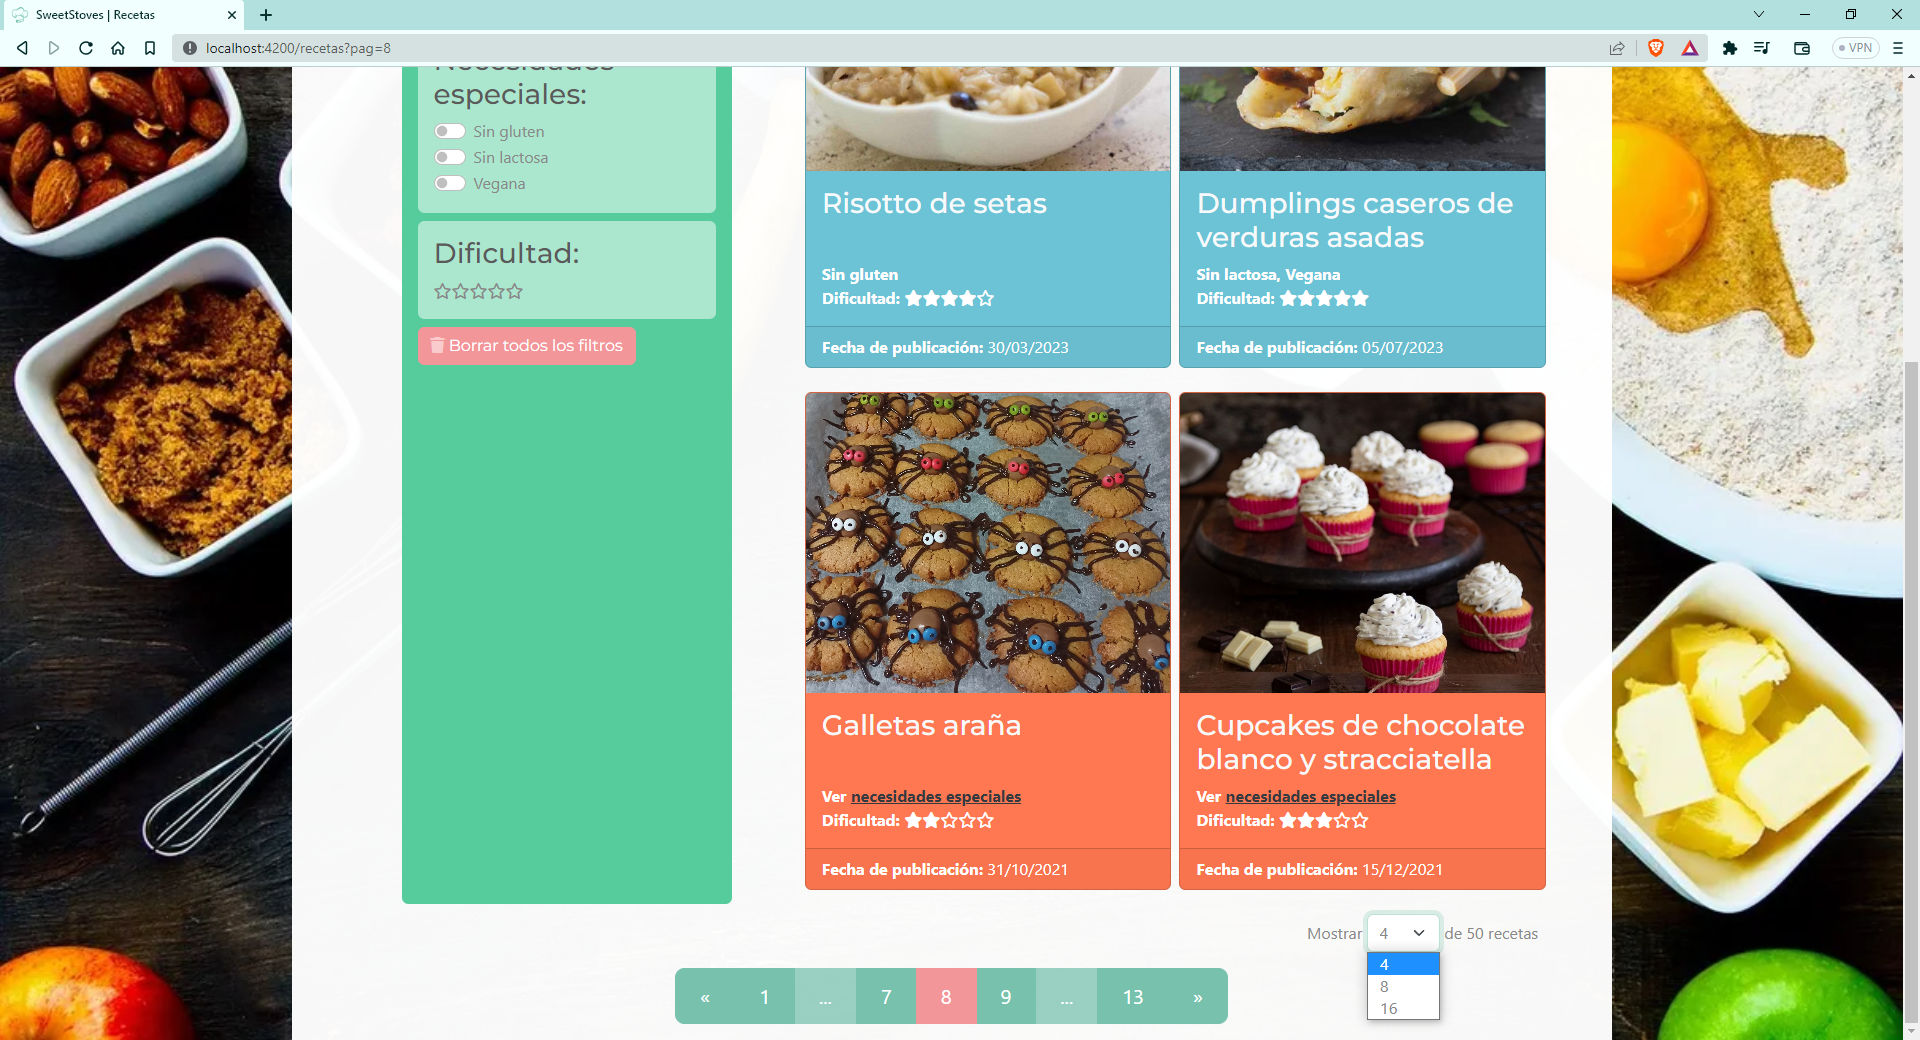 SweetStoves | Recetas
localhost:4200/recetas?pag=8
VPN
Necesidades
especiales:
Sin gluten
Sin lactosa
Vegana
Dificultad:
Borrar todos los filtros
Risotto de setas
Sin gluten
Dificultad:
Fecha de publicación: 30/03/2023
Dumplings caseros de
verduras asadas
Sin lactosa, Vegana
Dificultad:
Fecha de publicación: 05/07/2023
Galletas araña
Ver necesidades especiales
Dificultad:
Fecha de publicación: 31/10/2021
Cupcakes de chocolate
blanco y stracciatella
Ver necesidades especiales
Dificultad:
Fecha de publicación: 15/12/2021
Mostrar 4 de 50 recetas
4
8
16
« 1 ... 7 8 9 ... 13 »